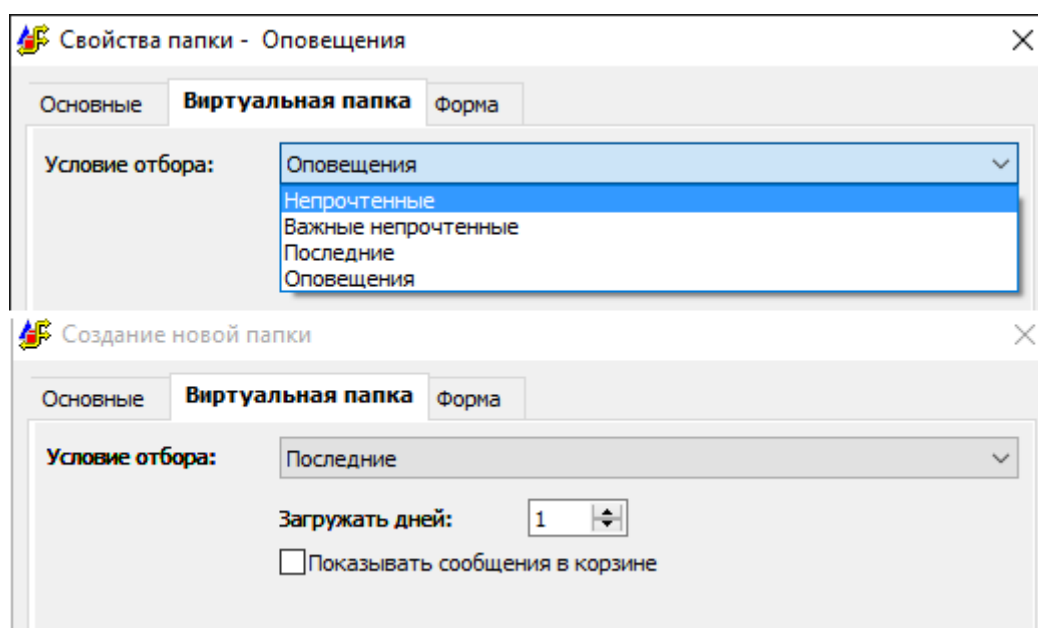 Свойства папки - Оповещения
Основные Виртуальная папка Форма
Условие отбора: Оповещения
Непрочтенные
Важные непрочтенные
Последние
Оповещения
Создание новой папки
Основные Виртуальная папка Форма
Условие отбора: Последние
Загружать дней: 1
Показывать сообщения в корзине